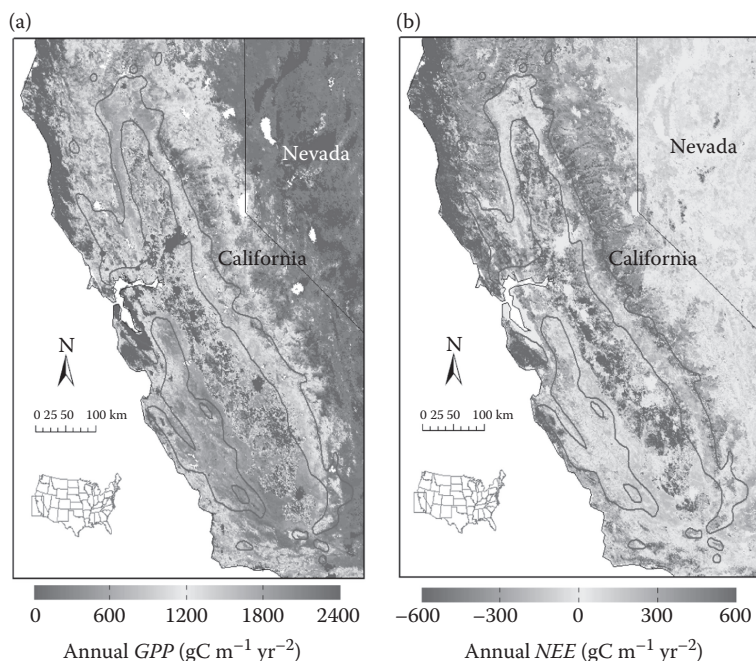 (a)
Nevada
California
N
0 25 50 100 km
0 600 1200 1800 2400
Annual GPP (gC m⁻¹ yr⁻²)
(b)
Nevada
California
N
0 25 50 100 km
−600 −300 0 300 600
Annual NEE (gC m⁻¹ yr⁻²)